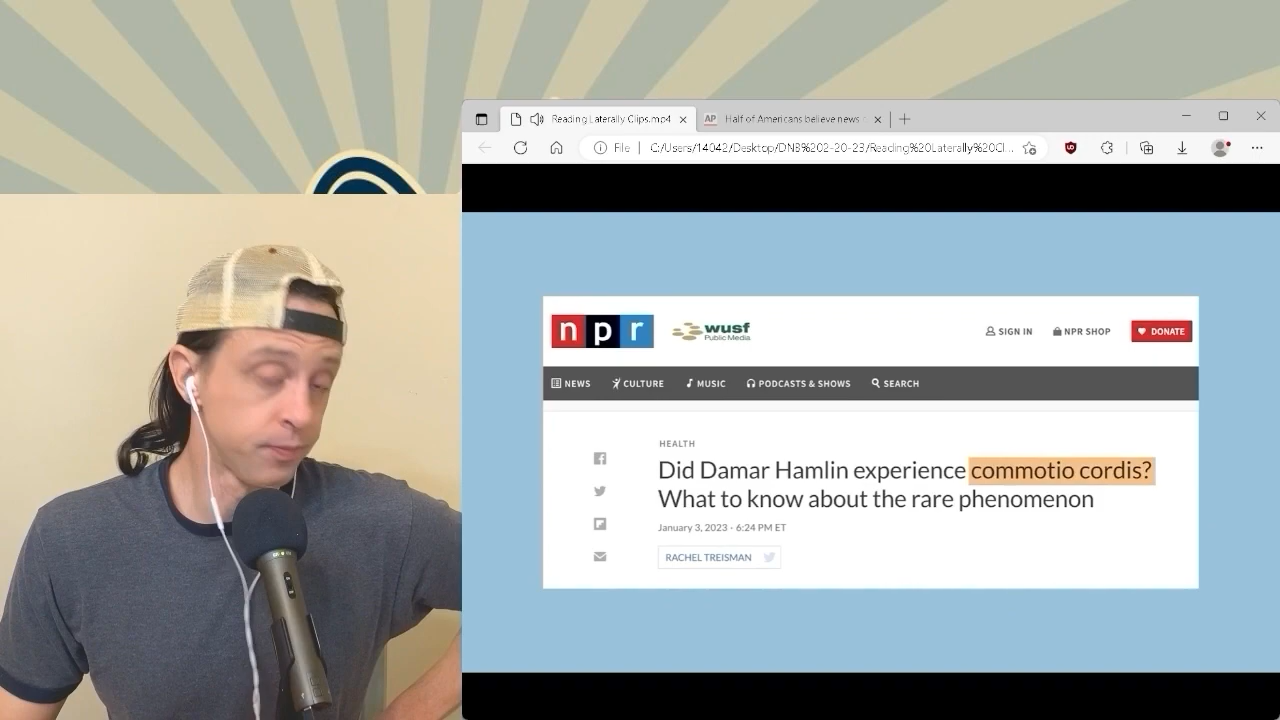 Reading Laterally Clips.mp4
AP Half of Americans believe news
File C:/Users/14042/Desktop/DNB%202-20-23/Reading%20Laterally%20Cl...
npr wusf
Public Media
SIGN IN NPR SHOP DONATE
NEWS CULTURE MUSIC PODCASTS & SHOWS SEARCH
HEALTH
Did Damar Hamlin experience commotio cordis?
What to know about the rare phenomenon
January 3, 2023 · 6:24 PM ET
RACHEL TREISMAN